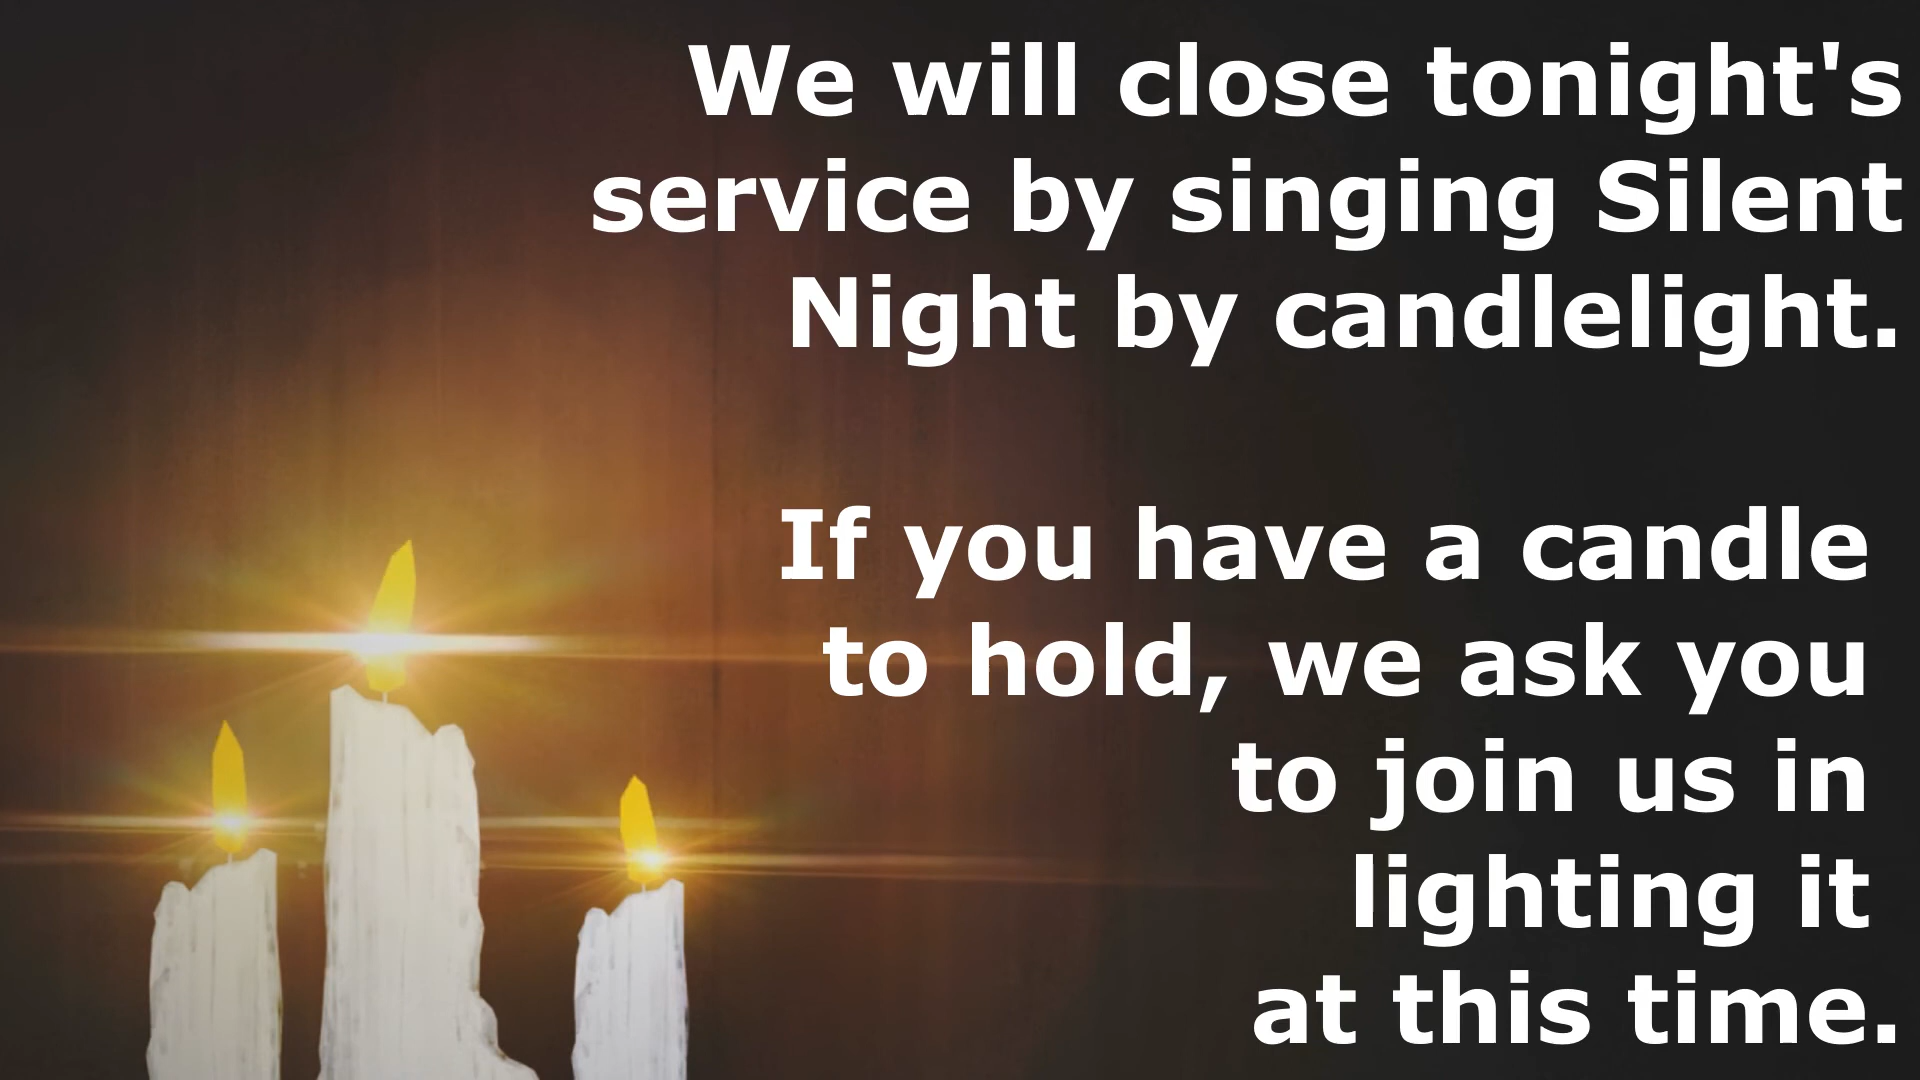 We will close tonight's
service by singing Silent
Night by candlelight.
If you have a candle
to hold, we ask you
to join us in
lighting it
at this time.